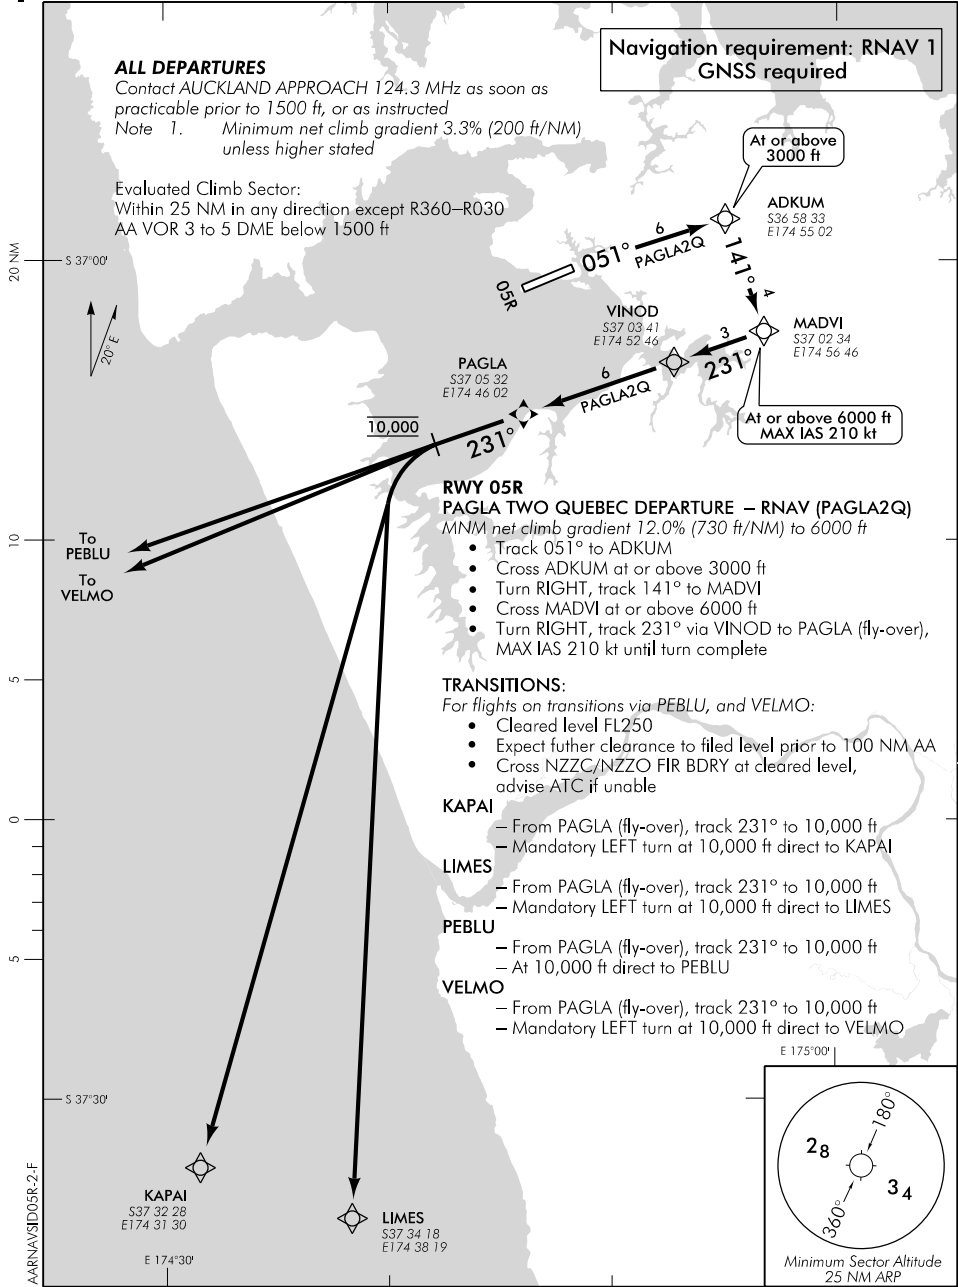 Navigation requirement: RNAV 1
GNSS required
ALL DEPARTURES
Contact AUCKLAND APPROACH 124.3 MHz as soon as
practicable prior to 1500 ft, or as instructed
Note 1. Minimum net climb gradient 3.3% (200 ft/NM)
unless higher stated
Evaluated Climb Sector:
Within 25 NM in any direction except R360–R030
AA VOR 3 to 5 DME below 1500 ft
At or above
3000 ft
ADKUM
S36 58 33
E174 55 02
20 NM
S 37°00'
20° E
05R
051°
6
PAGLA2Q
141°
4
VINOD
S37 03 41
E174 52 46
MADVI
S37 02 34
E174 56 46
3
231°
PAGLA
S37 05 32
E174 46 02
6
PAGLA2Q
At or above 6000 ft
MAX IAS 210 kt
10,000
231°
RWY 05R
PAGLA TWO QUEBEC DEPARTURE – RNAV (PAGLA2Q)
MNM net climb gradient 12.0% (730 ft/NM) to 6000 ft
• Track 051° to ADKUM
• Cross ADKUM at or above 3000 ft
• Turn RIGHT, track 141° to MADVI
• Cross MADVI at or above 6000 ft
• Turn RIGHT, track 231° via VINOD to PAGLA (fly-over),
MAX IAS 210 kt until turn complete
10
To
PEBLU
To
VELMO
5
TRANSITIONS:
For flights on transitions via PEBLU, and VELMO:
• Cleared level FL250
• Expect futher clearance to filed level prior to 100 NM AA
• Cross NZZC/NZZO FIR BDRY at cleared level,
advise ATC if unable
0
KAPAI
– From PAGLA (fly-over), track 231° to 10,000 ft
– Mandatory LEFT turn at 10,000 ft direct to KAPAI
LIMES
– From PAGLA (fly-over), track 231° to 10,000 ft
– Mandatory LEFT turn at 10,000 ft direct to LIMES
PEBLU
– From PAGLA (fly-over), track 231° to 10,000 ft
– At 10,000 ft direct to PEBLU
5
VELMO
– From PAGLA (fly-over), track 231° to 10,000 ft
– Mandatory LEFT turn at 10,000 ft direct to VELMO
E 175°00'
S 37°30'
180°
28
34
360°
Minimum Sector Altitude
25 NM ARP
KAPAI
S37 32 28
E174 31 30
LIMES
S37 34 18
E174 38 19
E 174°30'
AARNAVSID05R-2-F